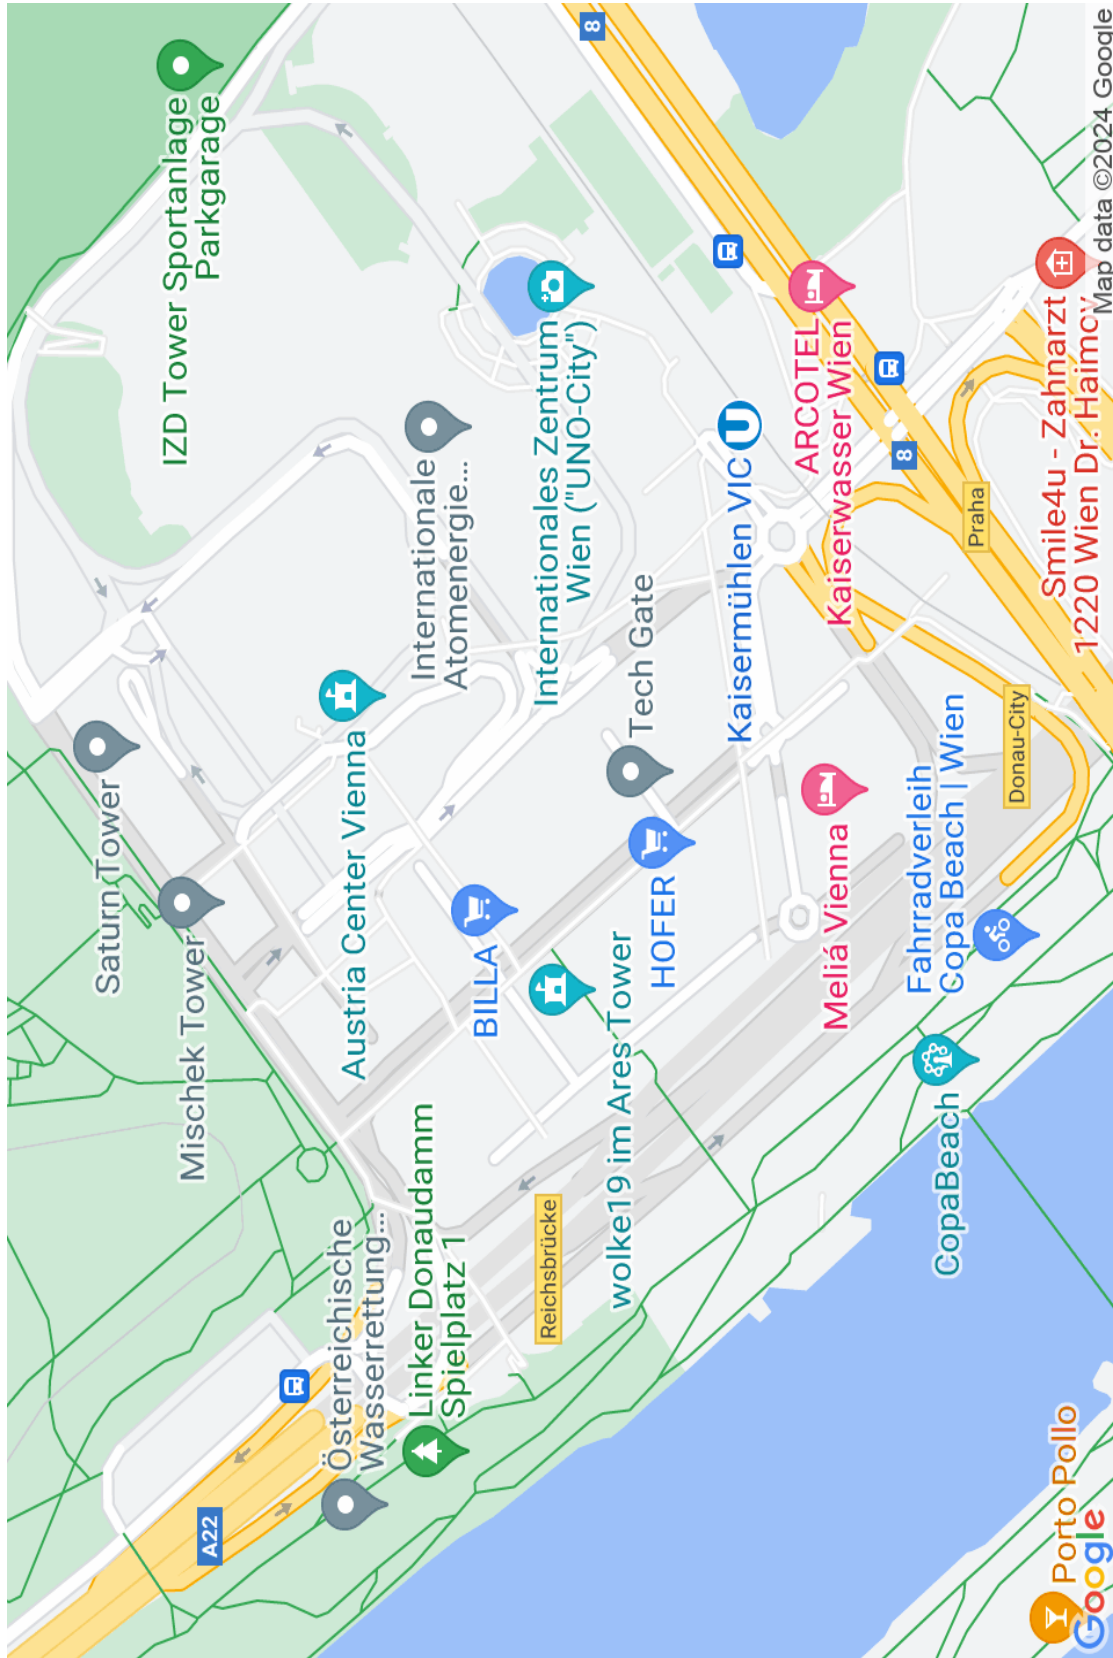 A22
Österreichische
Wasserrettung...
Linker Donaudamm
Spielplatz 1
Reichsbrücke
Porto Pollo
Google
Mischek Tower
Saturn Tower
Austria Center Vienna
BILLA
wolke19 im Ares Tower
HOFER
CopaBeach
Meliá Vienna
Fahrradverleih
Copa Beach | Wien
Donau-City
Tech Gate
Internationale
Atomenergie...
Internationales Zentrum
Wien ("UNO-City")
Kaisermühlen VIC
U
ARCOTEL
Kaiserwasser Wien
Praha
8
IZD Tower Sportanlage
Parkgarage
8
Smile4u - Zahnarzt
1220 Wien Dr. Haimov
Map data ©2024 Google